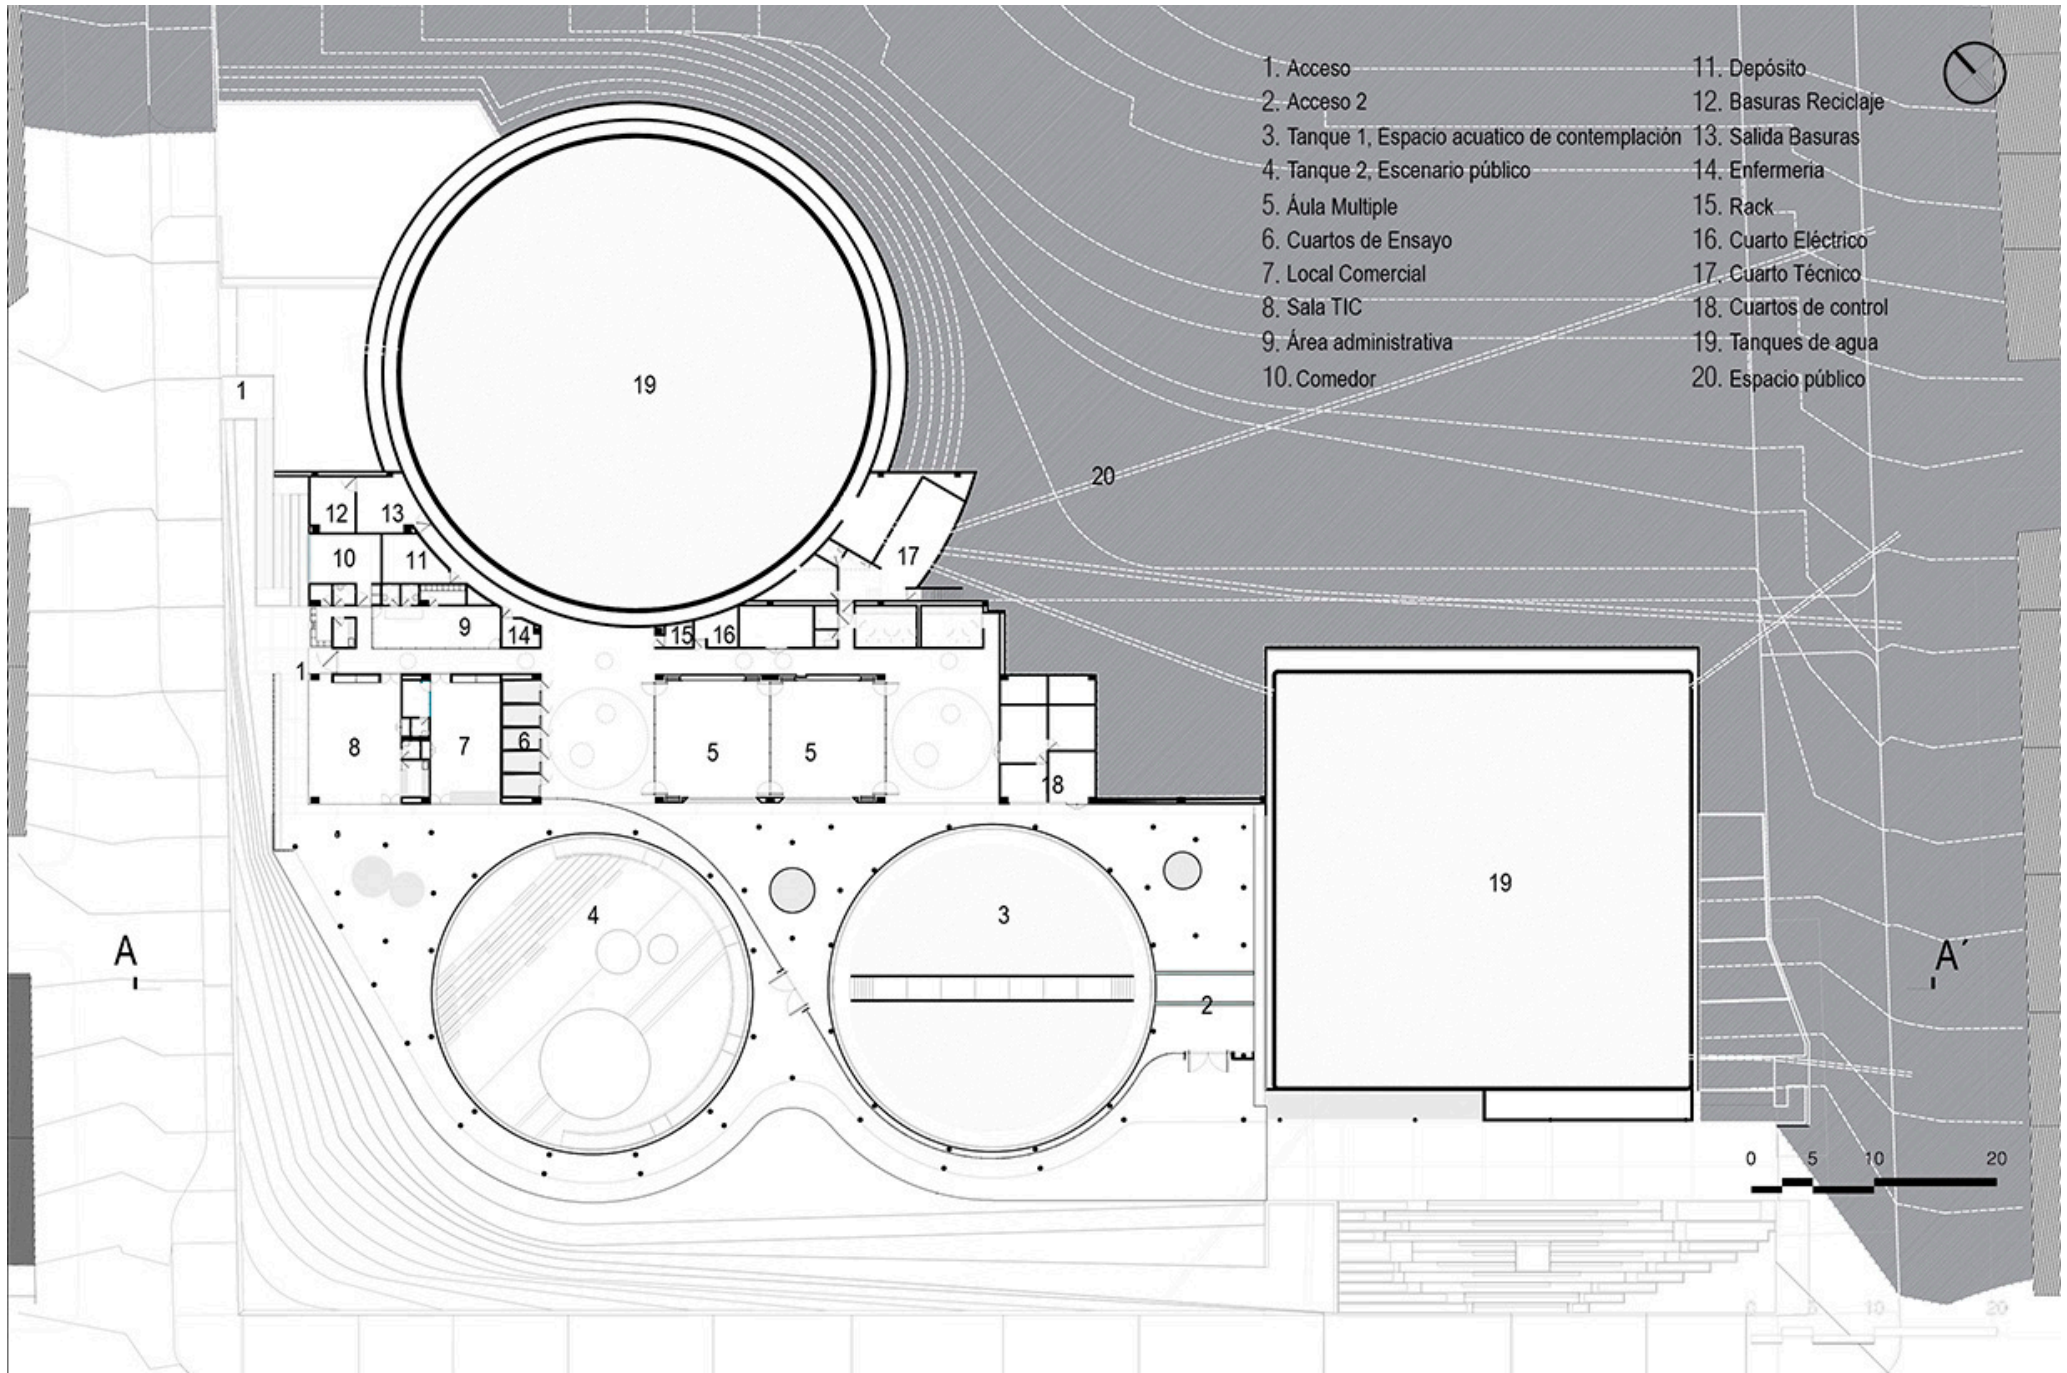 1. Acceso
2. Acceso 2
3. Tanque 1, Espacio acuatico de contemplación
4. Tanque 2, Escenario público
5. Áula Multiple
6. Cuartos de Ensayo
7. Local Comercial
8. Sala TIC
9. Área administrativa
10. Comedor
11. Depósito
12. Basuras Reciclaje
13. Salida Basuras
14. Enfermeria
15. Rack
16. Cuarto Eléctrico
17. Cuarto Técnico
18. Cuartos de control
19. Tanques de agua
20. Espacio público
19
1
20
12 13
10 11
17
9 14 15 16
1
8 7 6 5 5 18
19
4 3
A A´
2
0 5 10 20
0 5 10 20